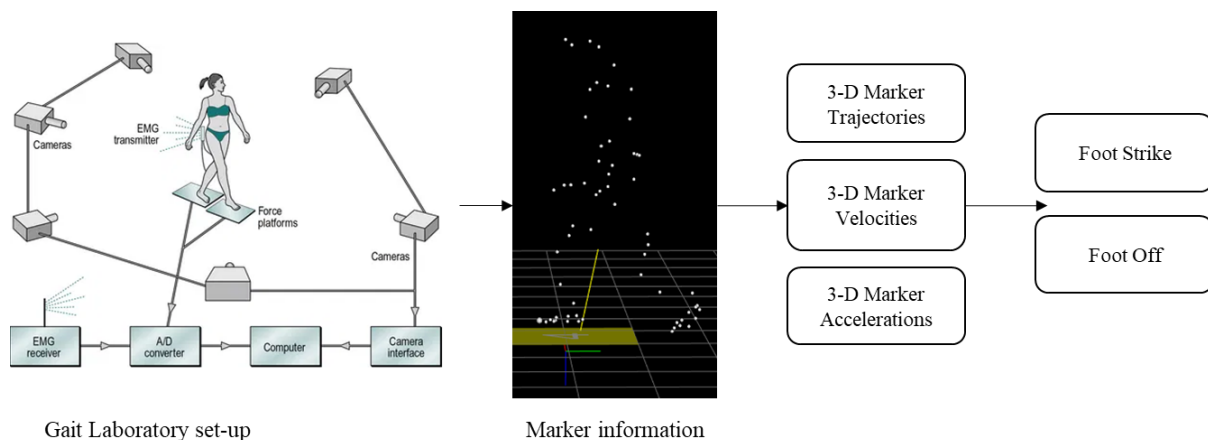 EMG
transmitter
Cameras
Force
platforms
Cameras
EMG
receiver
A/D
converter
Computer
Camera
interface
Gait Laboratory set-up
Marker information
3-D Marker
Trajectories
3-D Marker
Velocities
3-D Marker
Accelerations
Foot Strike
Foot Off